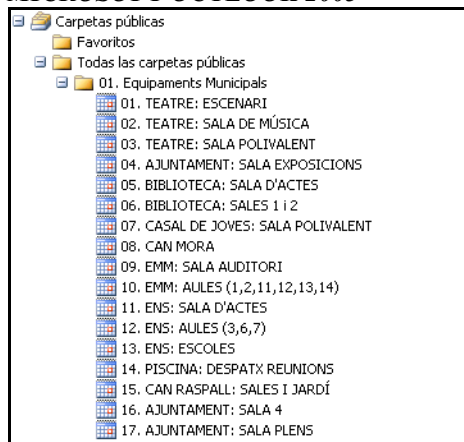 Carpetas públicas
Favoritos
Todas las carpetas públicas
01. Equipaments Municipals
01. TEATRE: ESCENARI
02. TEATRE: SALA DE MÚSICA
03. TEATRE: SALA POLIVALENT
04. AJUNTAMENT: SALA EXPOSICIONS
05. BIBLIOTECA: SALA D'ACTES
06. BIBLIOTECA: SALES 1 i 2
07. CASAL DE JOVES: SALA POLIVALENT
08. CAN MORA
09. EMM: SALA AUDITORI
10. EMM: AULES (1,2,11,12,13,14)
11. ENS: SALA D'ACTES
12. ENS: AULES (3,6,7)
13. ENS: ESCOLES
14. PISCINA: DESPATX REUNIONS
15. CAN RASPALL: SALES I JARDÍ
16. AJUNTAMENT: SALA 4
17. AJUNTAMENT: SALA PLENS